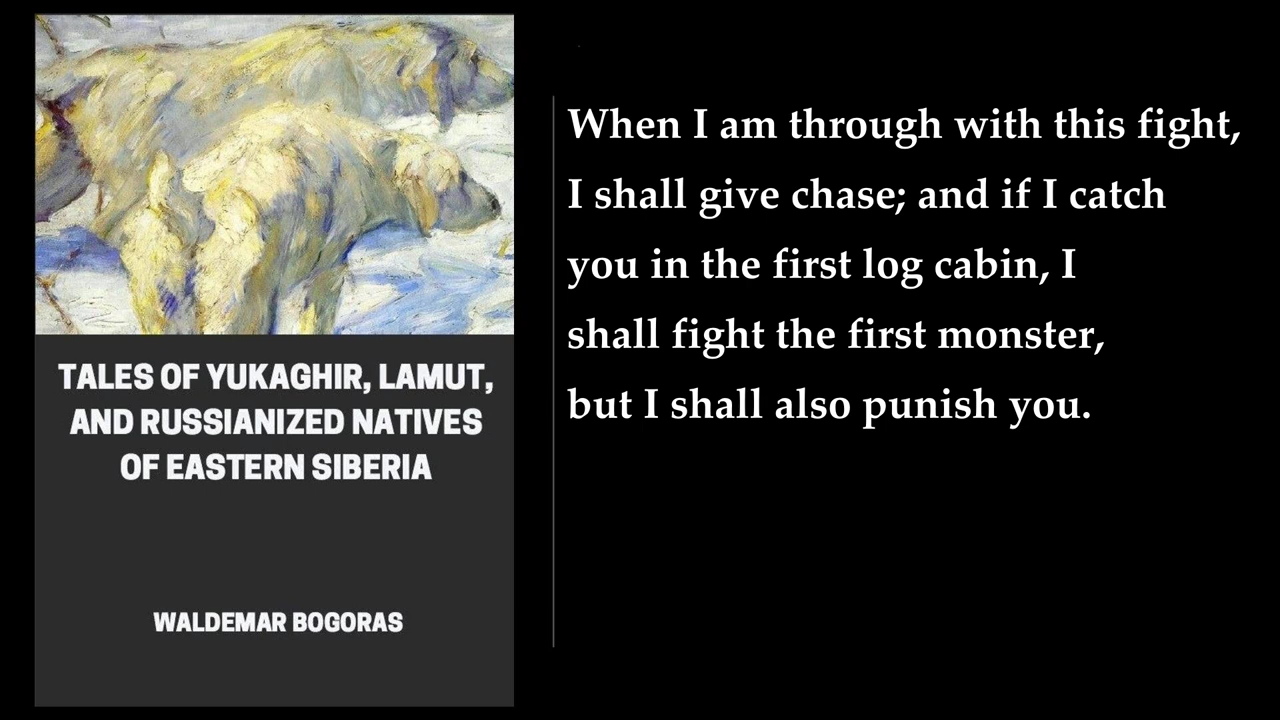 TALES OF YUKAGHIR, LAMUT,
AND RUSSIANIZED NATIVES
OF EASTERN SIBERIA
WALDEMAR BOGORAS
When I am through with this fight,
I shall give chase; and if I catch
you in the first log cabin, I
shall fight the first monster,
but I shall also punish you.